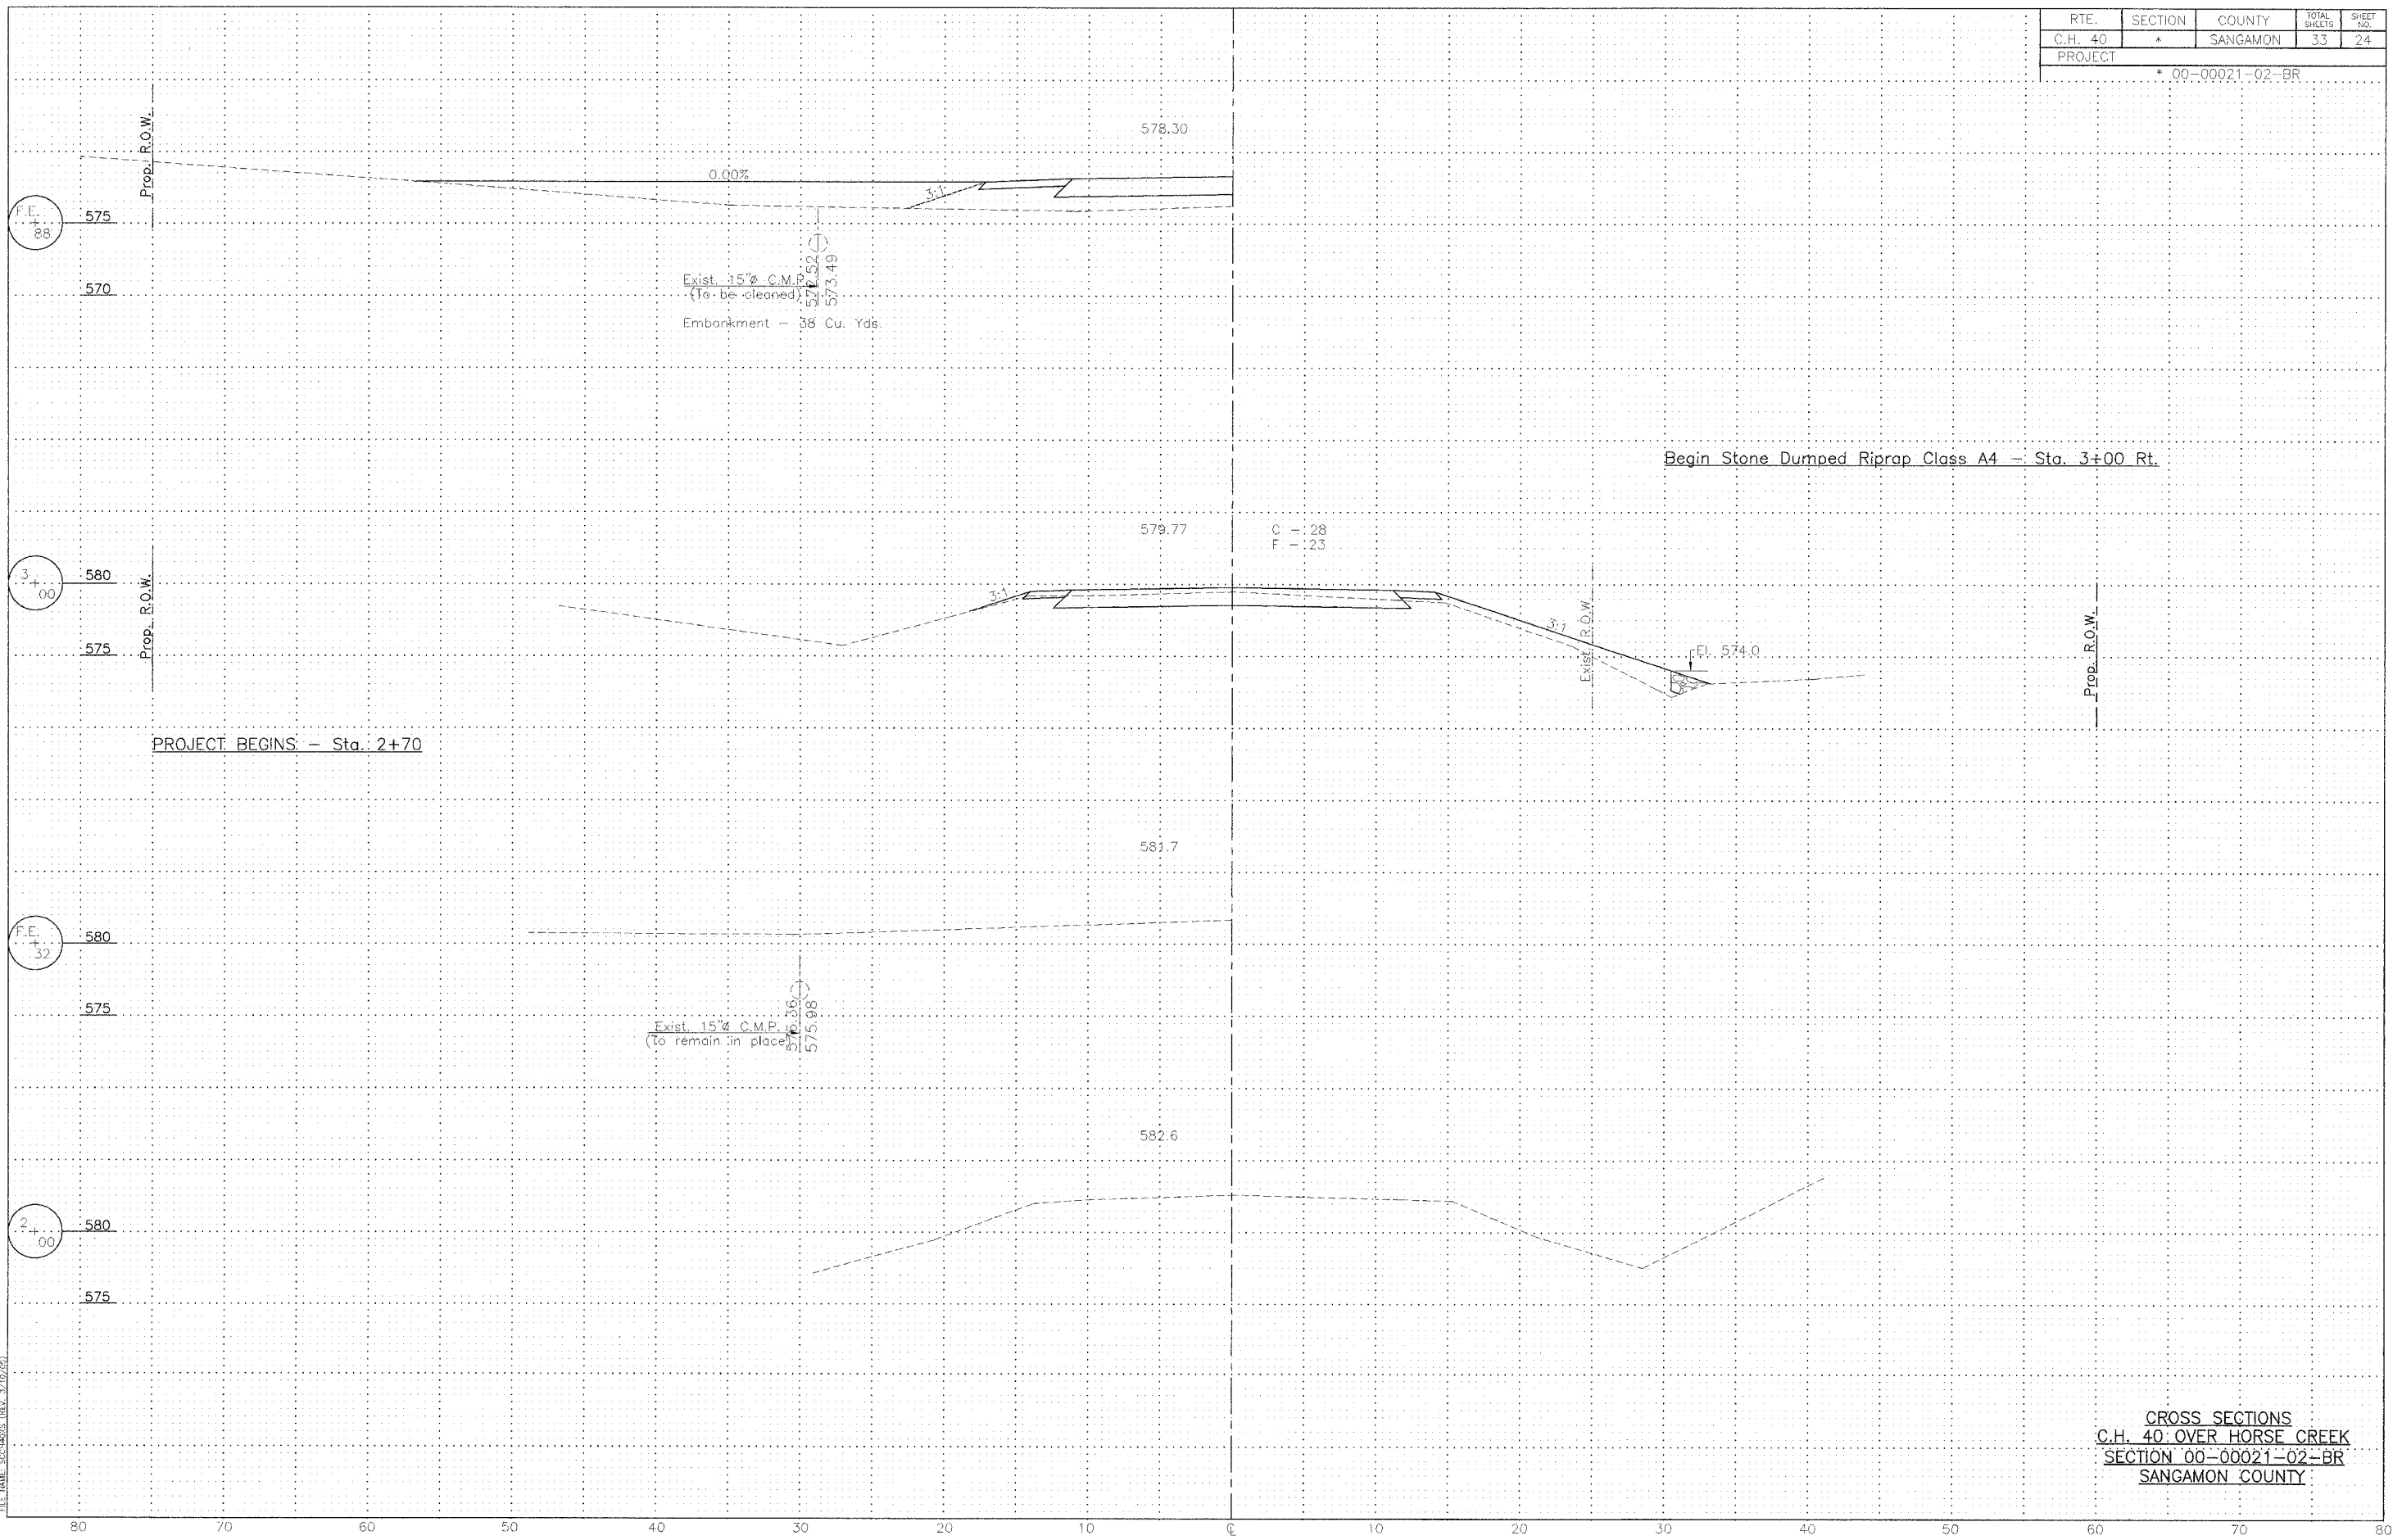 RTE. SECTION COUNTY TOTAL SHEETS SHEET NO.
C.H. 40 * SANGAMON 33 24
PROJECT
* 00-00021-02-BR
578.30
Prop. R.O.W.
0.00%
3:1
F.E.
+
88
575
572.52
573.49
Exist. 15"ø C.M.P.
(To be cleaned)
570
Embankment - 38 Cu. Yds.
Begin Stone Dumped Riprap Class A4 - Sta. 3+00 Rt.
579.77
C - 28
F - 23
3+00
580
Prop. R.O.W.
3:1
3:1
Exist. R.O.W.
El. 574.0
Prop. R.O.W.
575
PROJECT BEGINS - Sta. 2+70
581.7
F.E.
+
32
580
575
576.36
575.98
Exist. 15"ø C.M.P.
(To remain in place)
582.6
2+00
580
575
CROSS SECTIONS
C.H. 40 OVER HORSE CREEK
SECTION 00-00021-02-BR
SANGAMON COUNTY
80 70 60 50 40 30 20 10 ℄ 10 20 30 40 50 60 70 80